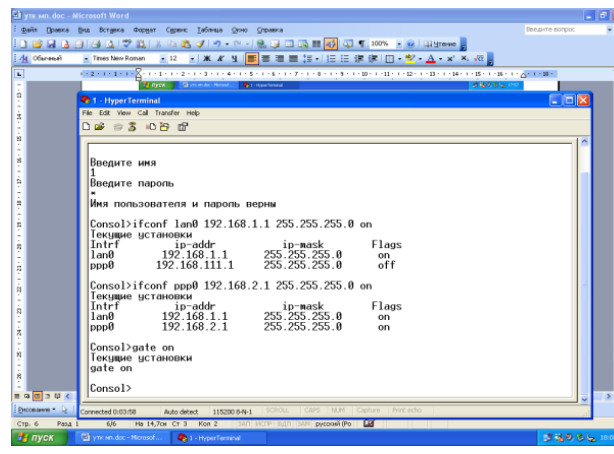 утк мп.doc - Microsoft Word
Файл Правка Вид Вставка Формат Сервис Таблица Окно Справка
Введите вопрос
100% Чтение
Обычный Times New Roman 12 Ж К Ч
1 - HyperTerminal
File Edit View Call Transfer Help
Введите имя
1
Введите пароль
*
Имя пользователя и пароль верны
Consol>ifconf lan0 192.168.1.1 255.255.255.0 on
Текущие установки
Intrf ip-addr ip-mask Flags
lan0 192.168.1.1 255.255.255.0 on
ppp0 192.168.111.1 255.255.255.0 off
Consol>ifconf ppp0 192.168.2.1 255.255.255.0 on
Текущие установки
Intrf ip-addr ip-mask Flags
lan0 192.168.1.1 255.255.255.0 on
ppp0 192.168.2.1 255.255.255.0 on
Consol>gate on
Текущие установки
gate on
Consol>
Connected 0:03:58 Auto detect 115200 8-N-1 SCROLL CAPS NUM Capture Print echo
Рисование
Стр. 6 Разд 1 6/6 На 14,7см Ст 3 Кол 2 ЗАП ИСПР ВДЛ ЗАМ русский (Ро
пуск утк мп.doc - Microsof... 1 - HyperTerminal